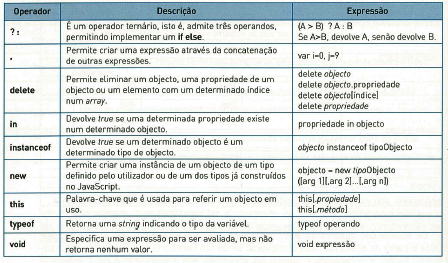 Operador Descrição Expressão
? : É um operador ternário, isto é, admite três operandos, permitindo implementar um if else. (A > B) ? A : B
Se A>B, devolve A, senão devolve B.
, Permite criar uma expressão através da concatenação de outras expressões. var i=0, j=9
delete Permite eliminar um objecto, uma propriedade de um objecto ou um elemento com um determinado índice num array. delete objecto
delete objecto.propriedade
delete objecto[índice]
delete propriedade
in Devolve true se uma determinada propriedade existe num determinado objecto. propriedade in objecto
instanceof Devolve true se um determinado objecto é um determinado tipo de objecto. objecto instanceof tipoObjecto
new Permite criar uma instância de um objecto de um tipo definido pelo utilizador ou de um dos tipos já construídos no JavaScript. objecto = new tipoObjecto
([arg 1][,arg 2]...[,arg n])
this Palavra-chave que é usada para referir um objecto em uso. this[.propiedade]
this[.método]
typeof Retorna uma string indicando o tipo da variável. typeof operando
void Especifica uma expressão para ser avaliada, mas não retorna nenhum valor. void expressão